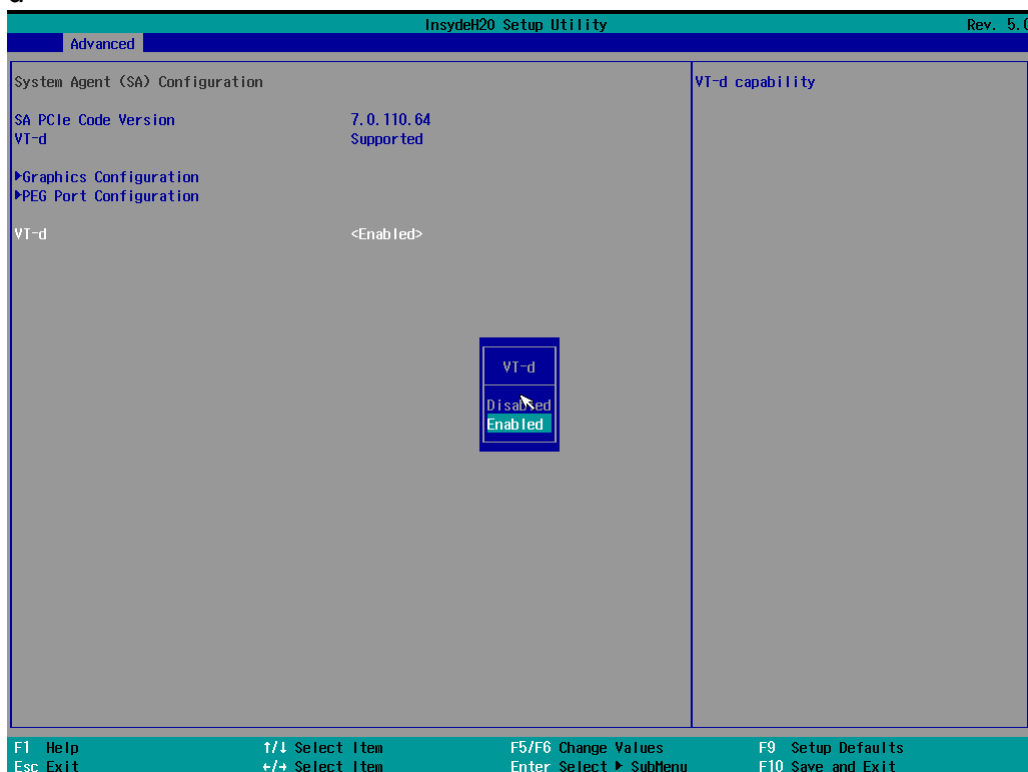 InsydeH2O Setup Utility Rev. 5.0
Advanced
System Agent (SA) Configuration
VT-d capability
SA PCIe Code Version 7.0.110.64
VT-d Supported
▶Graphics Configuration
▶PEG Port Configuration
VT-d <Enabled>
VT-d
Disabled
Enabled
F1 Help ↑/↓ Select Item F5/F6 Change Values F9 Setup Defaults
Esc Exit ←/→ Select Item Enter Select ▶ SubMenu F10 Save and Exit